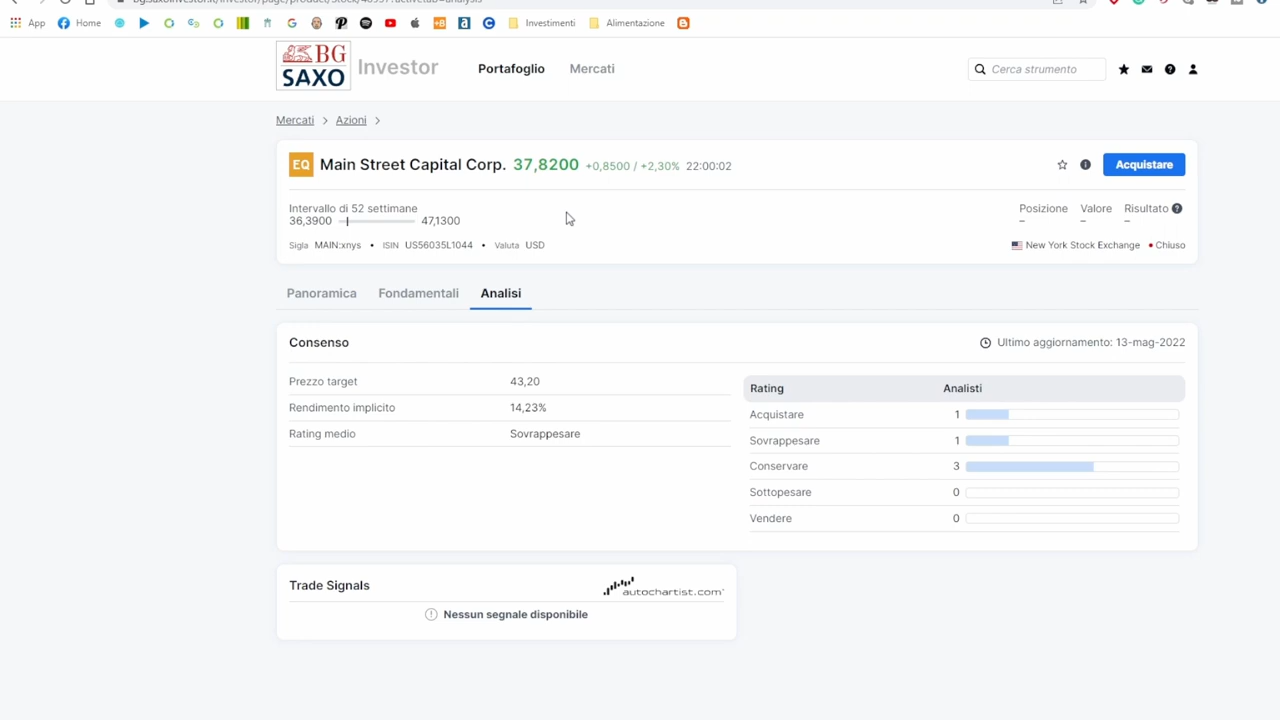 App Home Investimenti Alimentazione
BG SAXO Investor Portafoglio Mercati Cerca strumento
Mercati > Azioni >
EQ Main Street Capital Corp. 37,8200 +0,8500 / +2,30% 22:00:02 Acquistare
Intervallo di 52 settimane Posizione Valore Risultato
36,3900 47,1300 – – –
Sigla MAIN:xnys • ISIN US56035L1044 • Valuta USD New York Stock Exchange • Chiuso
Panoramica Fondamentali Analisi
Consenso Ultimo aggiornamento: 13-mag-2022
Prezzo target 43,20
Rendimento implicito 14,23%
Rating medio Sovrappesare
Rating Analisti
Acquistare 1
Sovrappesare 1
Conservare 3
Sottopesare 0
Vendere 0
Trade Signals autochartist.com
Nessun segnale disponibile